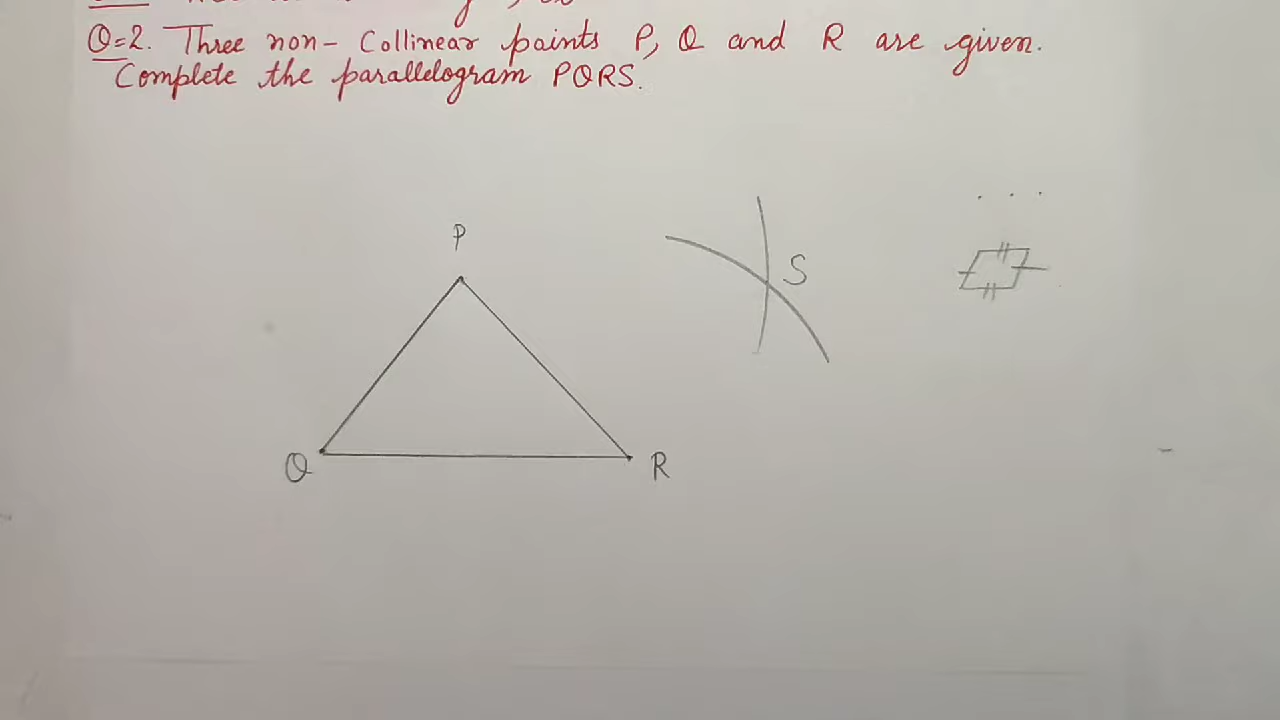 Q=2. Three non-Collinear points P, Q and R are given.
Complete the parallelogram PQRS.
P
S
Q
R